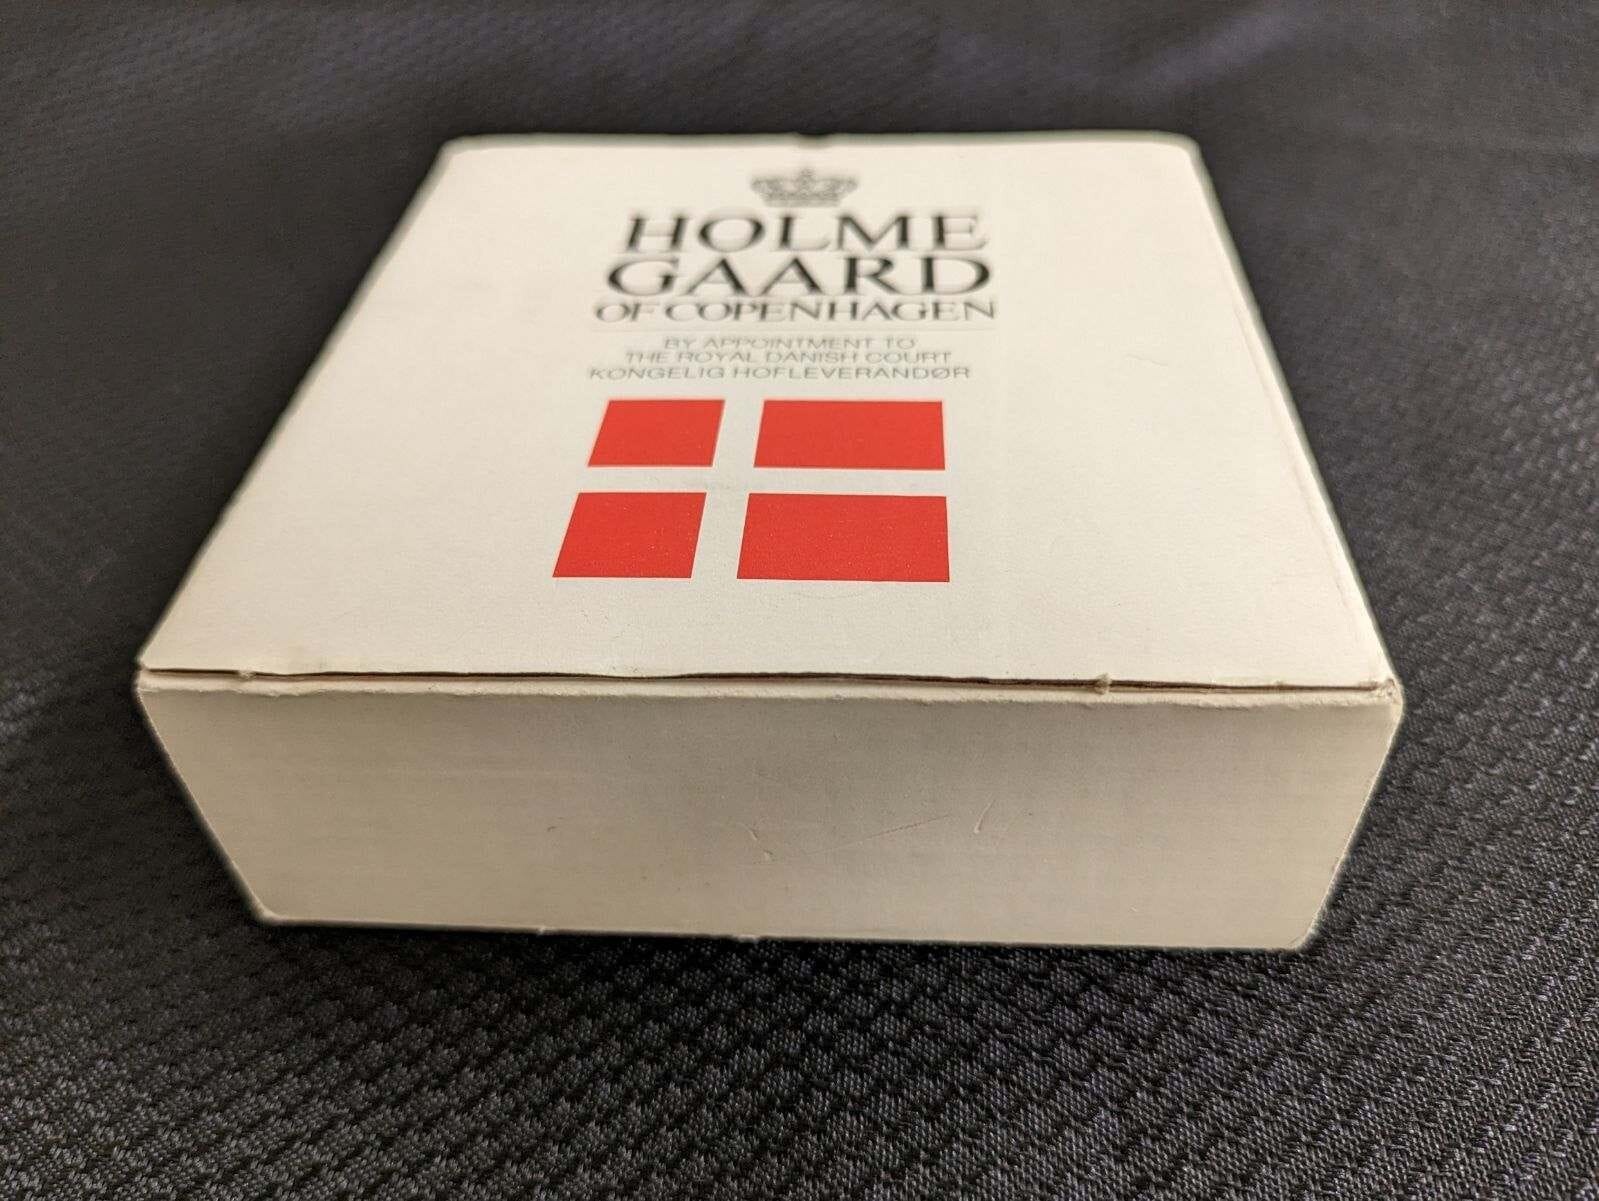 HOLME
GAARD
OF COPENHAGEN
BY APPOINTMENT TO
THE ROYAL DANISH COURT
KONGELIG HOFLEVERANDØR